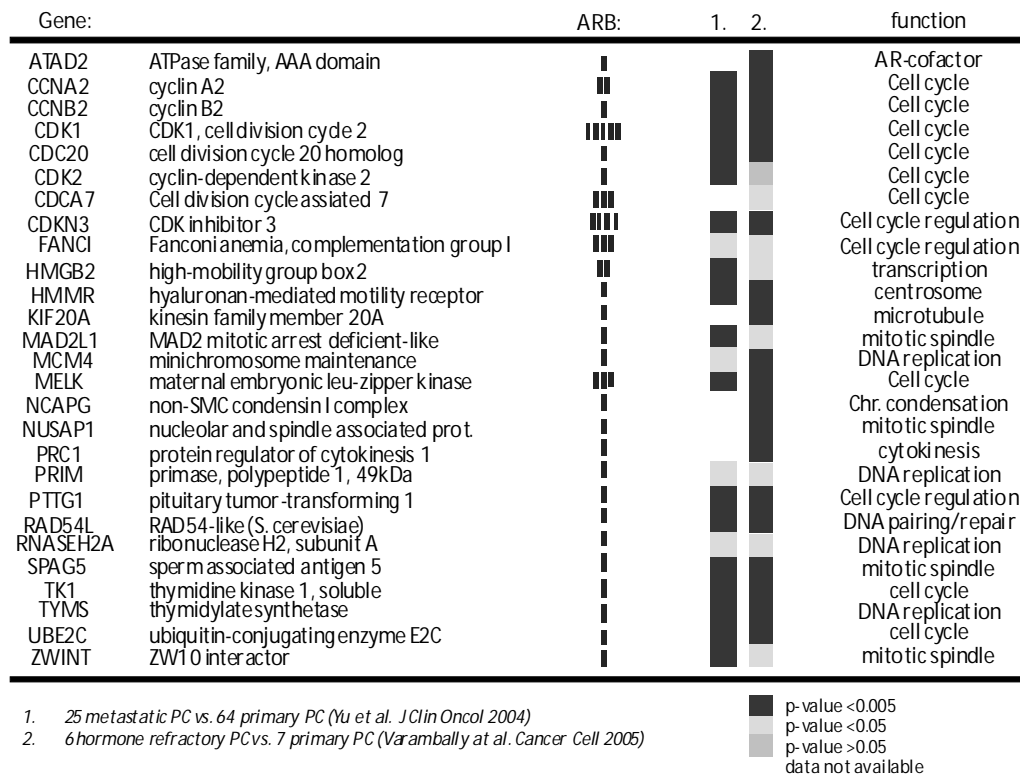 Gene: ARB: 1. 2. function
ATAD2 ATPase family, AAA domain AR-cofactor
CCNA2 cyclin A2 Cell cycle
CCNB2 cyclin B2 Cell cycle
CDK1 CDK1, cell division cycle 2 Cell cycle
CDC20 cell division cycle 20 homolog Cell cycle
CDK2 cyclin-dependent kinase 2 Cell cycle
CDCA7 Cell division cycle assiated 7 Cell cycle
CDKN3 CDK inhibitor 3 Cell cycle regulation
FANCI Fanconi anemia, complementation group I Cell cycle regulation
HMGB2 high-mobility group box 2 transcription
HMMR hyaluronan-mediated motility receptor centrosome
KIF20A kinesin family member 20A microtubule
MAD2L1 MAD2 mitotic arrest deficient-like mitotic spindle
MCM4 minichromosome maintenance DNA replication
MELK maternal embryonic leu-zipper kinase Cell cycle
NCAPG non-SMC condensin I complex Chr. condensation
NUSAP1 nucleolar and spindle associated prot. mitotic spindle
PRC1 protein regulator of cytokinesis 1 cytokinesis
PRIM primase, polypeptide 1, 49kDa DNA replication
PTTG1 pituitary tumor-transforming 1 Cell cycle regulation
RAD54L RAD54-like (S. cerevisiae) DNA pairing/repair
RNASEH2A ribonuclease H2, subunit A DNA replication
SPAG5 sperm associated antigen 5 mitotic spindle
TK1 thymidine kinase 1, soluble cell cycle
TYMS thymidylate synthetase DNA replication
UBE2C ubiquitin-conjugating enzyme E2C cell cycle
ZWINT ZW10 interactor mitotic spindle
1. 25 metastatic PC vs. 64 primary PC (Yu et al. J Clin Oncol 2004)
2. 6 hormone refractory PC vs. 7 primary PC (Varambally at al. Cancer Cell 2005)
p-value <0.005
p-value <0.05
p-value >0.05
data not available